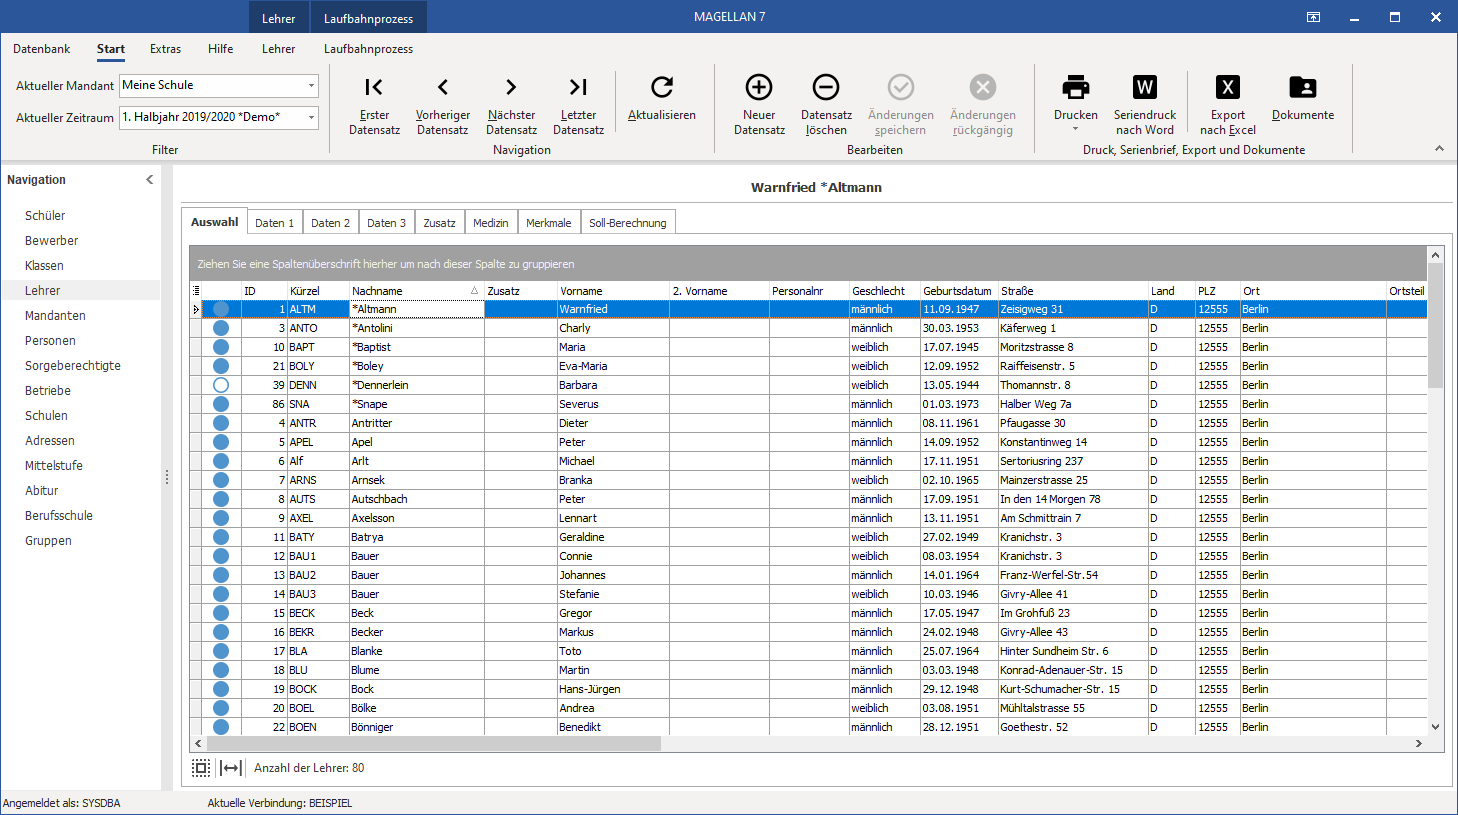 Lehrer Laufbahnprozess MAGELLAN 7
Datenbank Start Extras Hilfe Lehrer Laufbahnprozess
Aktueller Mandant Meine Schule
Aktueller Zeitraum 1. Halbjahr 2019/2020 *Demo*
Filter
Erster Datensatz
Vorheriger Datensatz
Nächster Datensatz
Letzter Datensatz
Aktualisieren
Navigation
Neuer Datensatz
Datensatz löschen
Änderungen speichern
Änderungen rückgängig
Bearbeiten
Drucken
W
Seriendruck nach Word
X
Export nach Excel
Dokumente
Druck, Serienbrief, Export und Dokumente
Navigation
Schüler
Bewerber
Klassen
Lehrer
Mandanten
Personen
Sorgeberechtigte
Betriebe
Schulen
Adressen
Mittelstufe
Abitur
Berufsschule
Gruppen
Warnfried *Altmann
Auswahl Daten 1 Daten 2 Daten 3 Zusatz Medizin Merkmale Soll-Berechnung
Ziehen Sie eine Spaltenüberschrift hierher um nach dieser Spalte zu gruppieren
ID Kürzel Nachname Zusatz Vorname 2. Vorname Personalnr Geschlecht Geburtsdatum Straße Land PLZ Ort Ortsteil
1 ALTM *Altmann Warnfried männlich 11.09.1947 Zeisigweg 31 D 12555 Berlin
3 ANTO *Antolini Charly männlich 30.03.1953 Käferweg 1 D 12555 Berlin
10 BAPT *Baptist Maria weiblich 17.07.1945 Moritzstrasse 8 D 12555 Berlin
21 BOLY *Boley Eva-Maria weiblich 12.09.1952 Raiffeisenstr. 5 D 12555 Berlin
39 DENN *Dennerlein Barbara weiblich 13.05.1944 Thomannstr. 8 D 12555 Berlin
86 SNA *Snape Severus männlich 01.03.1973 Halber Weg 7a D 12555 Berlin
4 ANTR Antritter Dieter männlich 08.11.1961 Pfaugasse 30 D 12555 Berlin
5 APEL Apel Peter männlich 14.09.1952 Konstantinweg 14 D 12555 Berlin
6 Alf Arlt Michael männlich 17.11.1951 Sertoriusring 237 D 12555 Berlin
7 ARNS Arnsek Branka weiblich 02.10.1965 Mainzerstrasse 25 D 12555 Berlin
8 AUTS Autschbach Peter männlich 17.09.1951 In den 14 Morgen 78 D 12555 Berlin
9 AXEL Axelsson Lennart männlich 13.11.1951 Am Schmittrain 7 D 12555 Berlin
11 BATY Batrya Geraldine weiblich 27.02.1949 Kranichstr. 3 D 12555 Berlin
12 BAU1 Bauer Connie weiblich 08.03.1954 Kranichstr. 3 D 12555 Berlin
13 BAU2 Bauer Johannes männlich 14.01.1964 Franz-Werfel-Str.54 D 12555 Berlin
14 BAU3 Bauer Stefanie weiblich 10.03.1946 Givry-Allee 41 D 12555 Berlin
15 BECK Beck Gregor männlich 17.05.1947 Im Grohfuß 23 D 12555 Berlin
16 BEKR Becker Markus männlich 24.02.1948 Givry-Allee 43 D 12555 Berlin
17 BLA Blanke Toto männlich 25.07.1964 Hinter Sundheim Str. 6 D 12555 Berlin
18 BLU Blume Martin männlich 03.03.1948 Konrad-Adenauer-Str. 15 D 12555 Berlin
19 BOCK Bock Hans-Jürgen männlich 29.12.1948 Kurt-Schumacher-Str. 15 D 12555 Berlin
20 BOEL Bölke Andrea weiblich 03.08.1951 Mühltalstrasse 55 D 12555 Berlin
22 BOEN Bönniger Benedikt männlich 28.12.1951 Goethestr. 52 D 12555 Berlin
Anzahl der Lehrer: 80
Angemeldet als: SYSDBA Aktuelle Verbindung: BEISPIEL